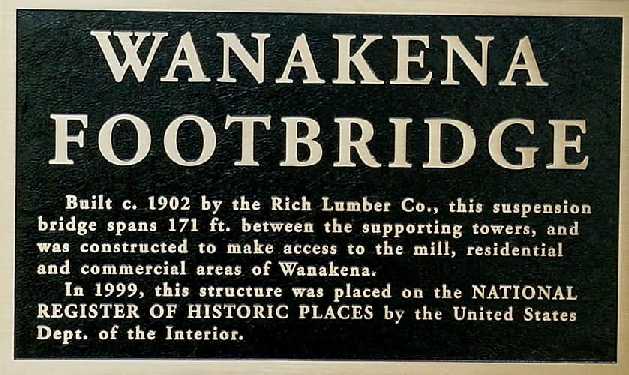 WANAKENA
FOOTBRIDGE
Built c. 1902 by the Rich Lumber Co., this suspension
bridge spans 171 ft. between the supporting towers, and
was constructed to make access to the mill, residential
and commercial areas of Wanakena.
In 1999, this structure was placed on the NATIONAL
REGISTER OF HISTORIC PLACES by the United States
Dept. of the Interior.